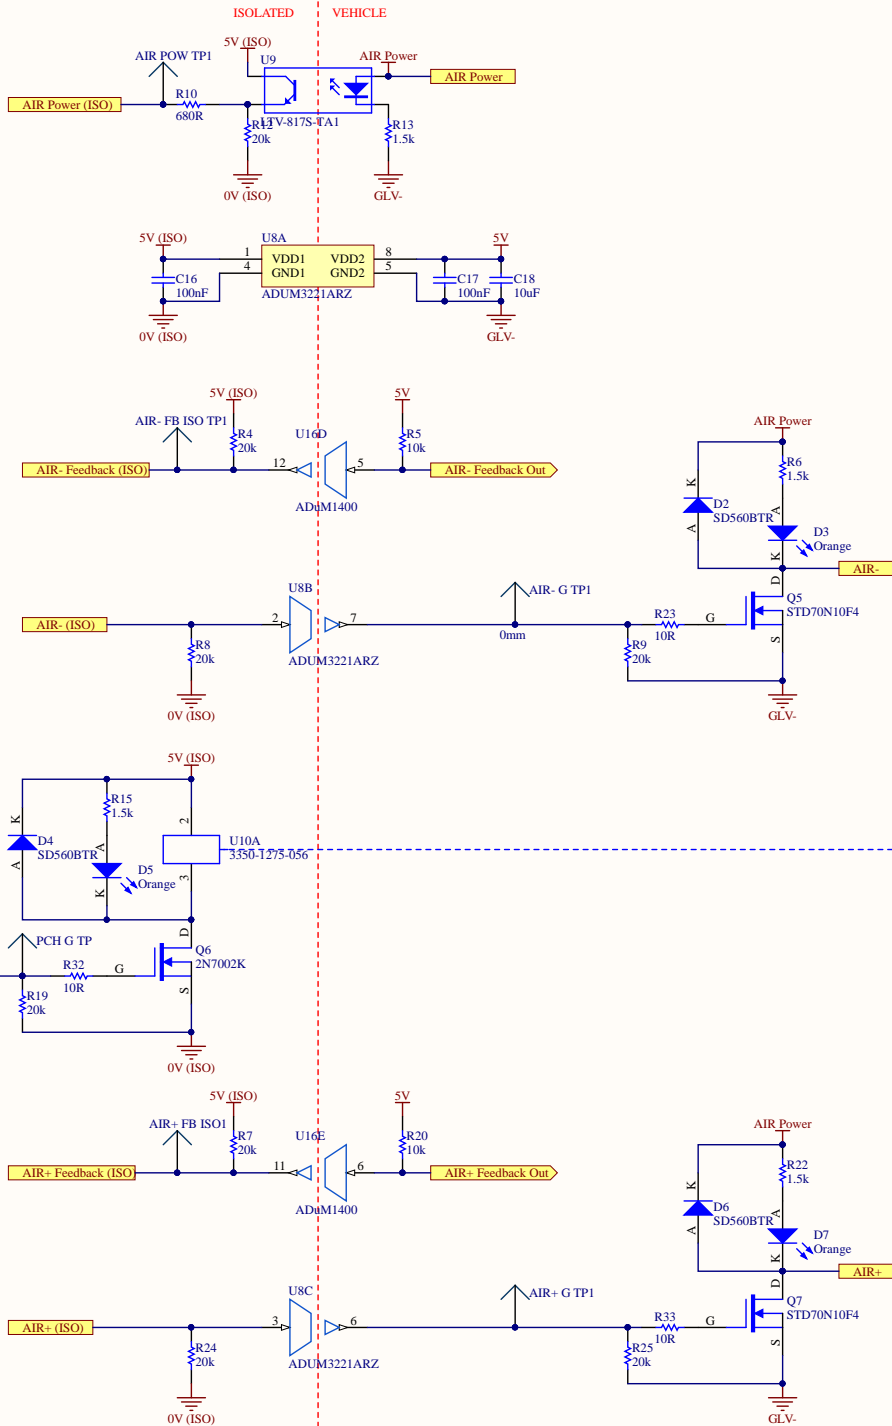 ISOLATED
VEHICLE
5V (ISO)
AIR POW TP1
U9
AIR Power
AIR Power
AIR Power (ISO)
R10
680R
R12
20k
LTV-817S-TA1
R13
1.5k
0V (ISO)
GLV-
5V (ISO)
U8A
5V
1
VDD1
VDD2
8
4
GND1
GND2
5
C16
100nF
C17
100nF
C18
10uF
ADUM3221ARZ
0V (ISO)
GLV-
5V (ISO)
5V
AIR- FB ISO TP1
R4
20k
U16D
R5
10k
AIR- Feedback (ISO)
12
5
AIR- Feedback Out
ADuM1400
AIR Power
R6
1.5k
K
D2
SD560BTR
A
A
D3
Orange
K
AIR-
D
Q5
STD70N10F4
G
S
U8B
AIR- G TP1
AIR- (ISO)
2
7
0mm
R23
10R
R8
20k
R9
20k
ADUM3221ARZ
0V (ISO)
GLV-
5V (ISO)
R15
1.5k
K
D4
SD560BTR
A
A
D5
Orange
K
2
U10A
3350-1275-056
3
PCH G TP
D
Q6
2N7002K
R32
10R
G
S
R19
20k
0V (ISO)
5V (ISO)
5V
AIR+ FB ISO1
R7
20k
U16E
R20
10k
AIR+ Feedback (ISO)
11
6
AIR+ Feedback Out
ADuM1400
AIR Power
R22
1.5k
K
D6
SD560BTR
A
A
D7
Orange
K
AIR+
D
Q7
STD70N10F4
G
S
U8C
AIR+ G TP1
AIR+ (ISO)
3
6
R33
10R
R24
20k
R25
20k
ADUM3221ARZ
0V (ISO)
GLV-